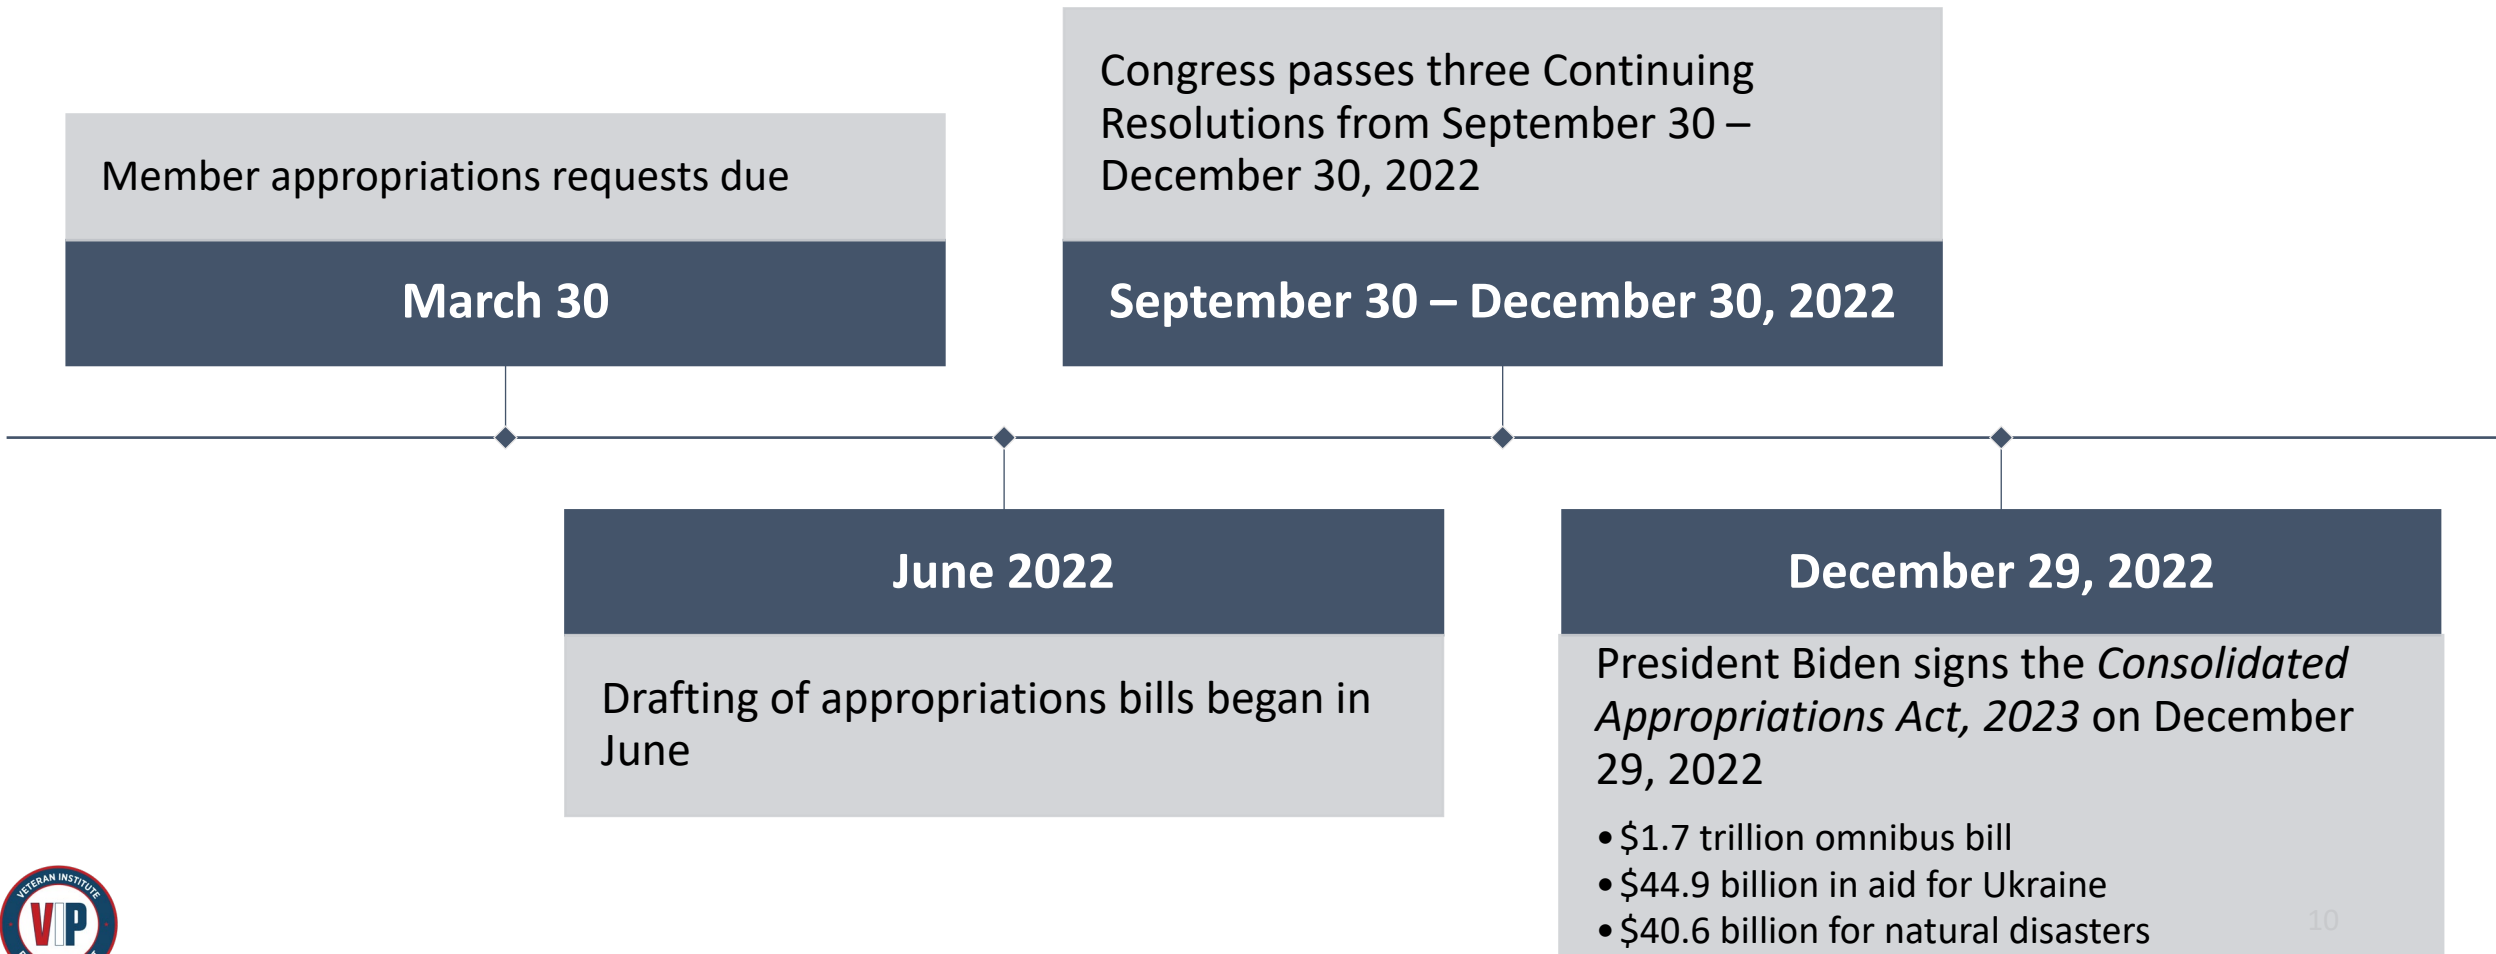 Member appropriations requests due
March 30
Congress passes three Continuing
Resolutions from September 30 –
December 30, 2022
September 30 – December 30, 2022
June 2022
Drafting of appropriations bills began in
June
December 29, 2022
President Biden signs the Consolidated
Appropriations Act, 2023 on December
29, 2022
•$1.7 trillion omnibus bill
•$44.9 billion in aid for Ukraine
•$40.6 billion for natural disasters
10
VETERAN INSTITUTE
VIP